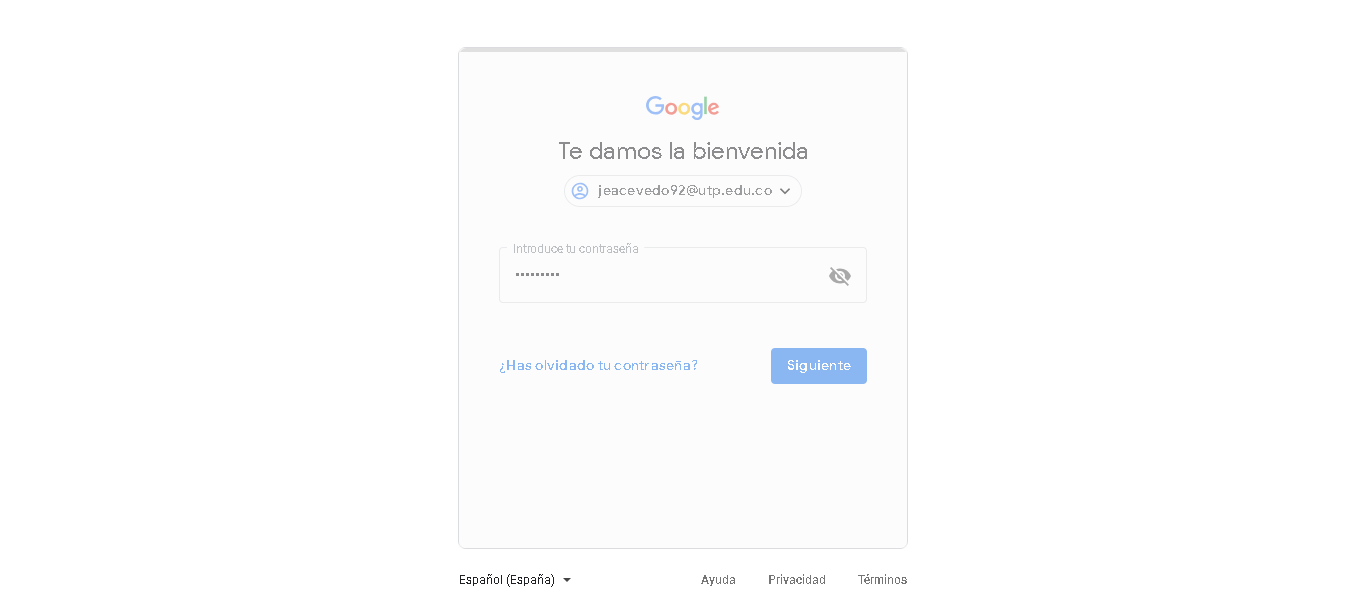 Google
Te damos la bienvenida
jeacevedo92@utp.edu.co
Introduce tu contraseña
•••••••••
¿Has olvidado tu contraseña?
Siguiente
Español (España)
Ayuda
Privacidad
Términos